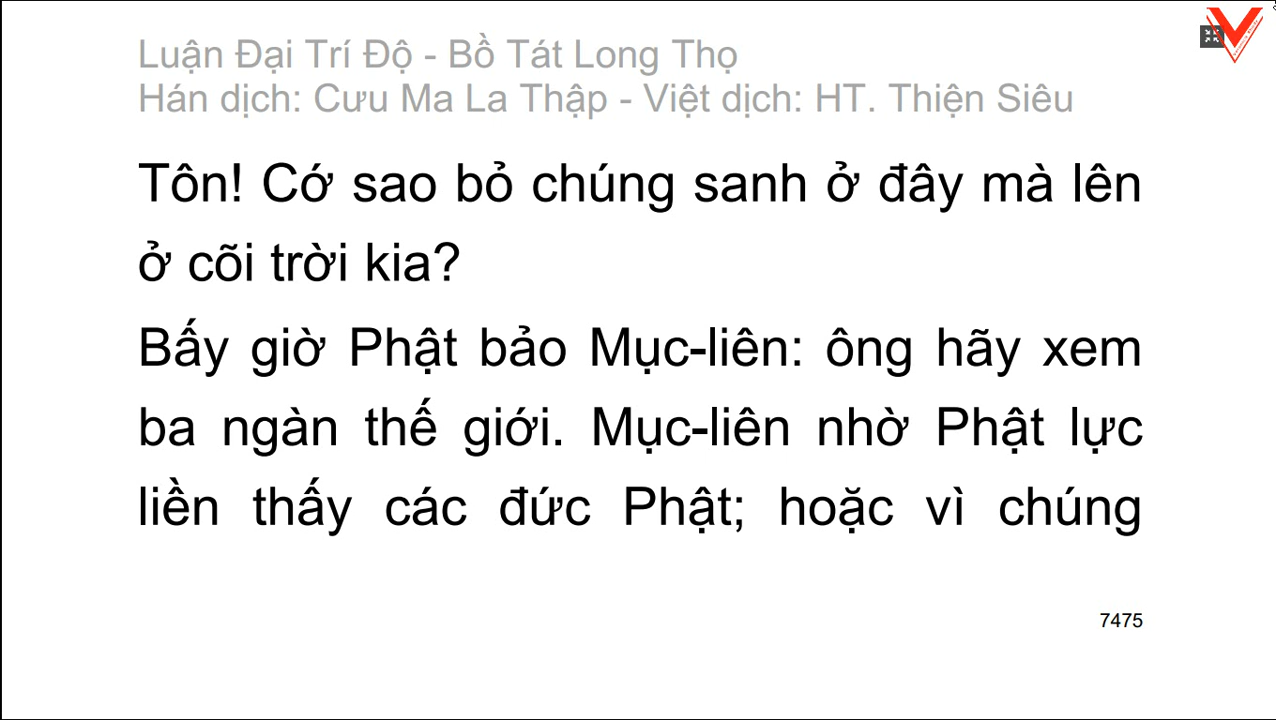 Luận Đại Trí Độ - Bồ Tát Long Thọ
Hán dịch: Cưu Ma La Thập - Việt dịch: HT. Thiện Siêu
Tôn! Cớ sao bỏ chúng sanh ở đây mà lên
ở cõi trời kia?
Bấy giờ Phật bảo Mục-liên: ông hãy xem
ba ngàn thế giới. Mục-liên nhờ Phật lực
liền thấy các đức Phật; hoặc vì chúng
7475